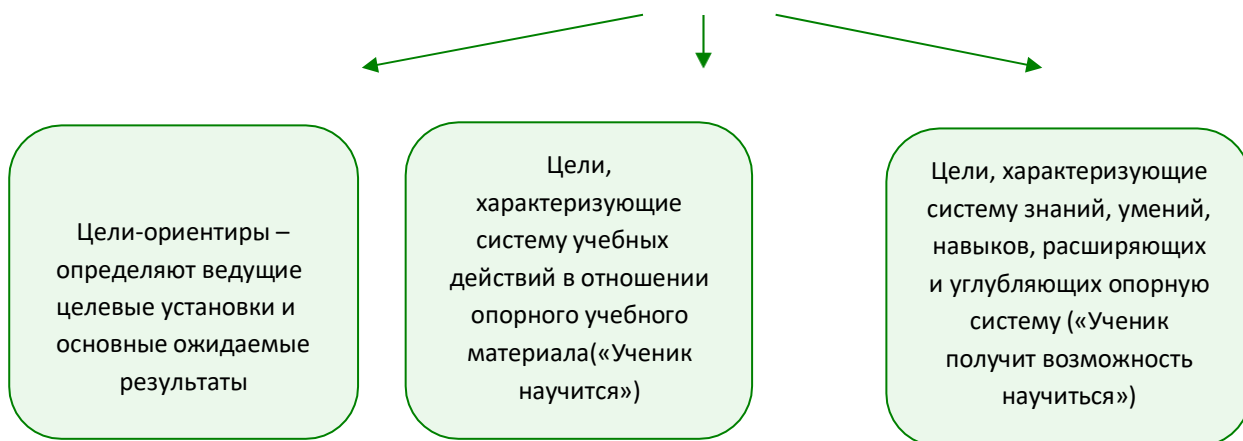 Цели-ориентиры –
определяют ведущие
целевые установки и
основные ожидаемые
результаты
Цели,
характеризующие
систему учебных
действий в отношении
опорного учебного
материала(«Ученик
научится»)
Цели, характеризующие
систему знаний, умений,
навыков, расширяющих
и углубляющих опорную
систему («Ученик
получит возможность
научиться»)